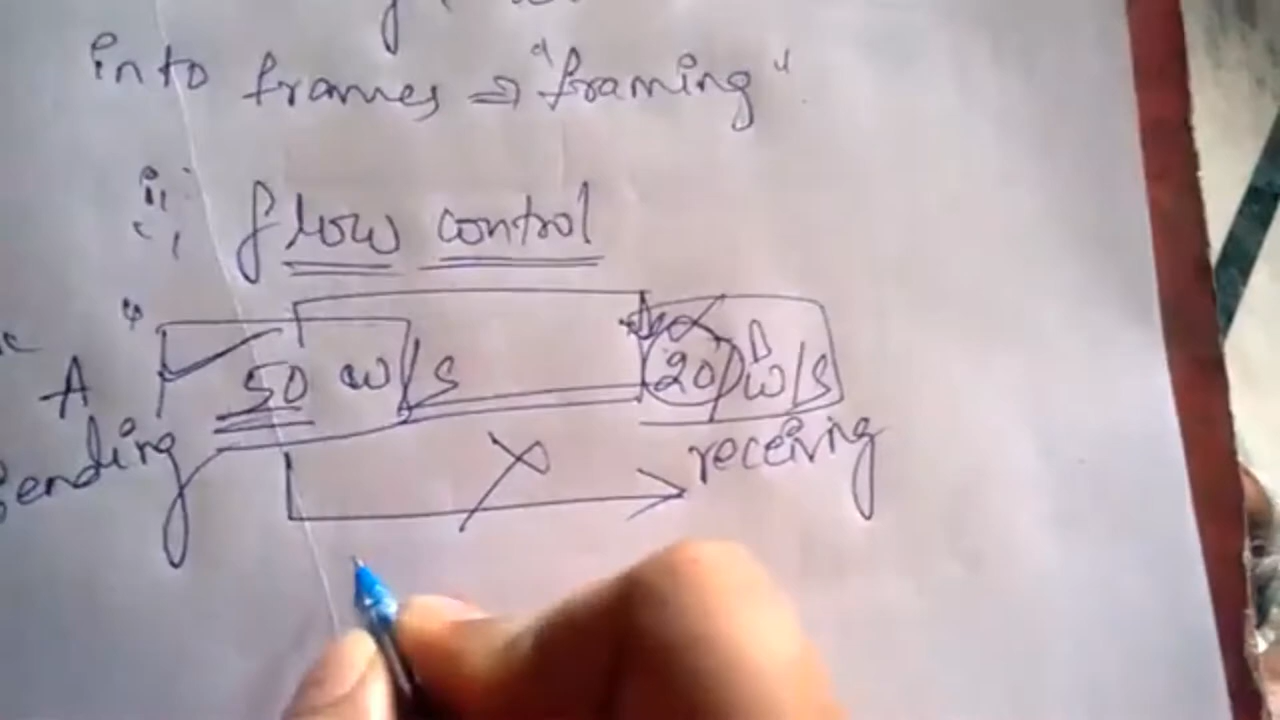 into frames ⇒ "framing"
ii, flow control
A 50 w/s 20 w/s
sending receiving